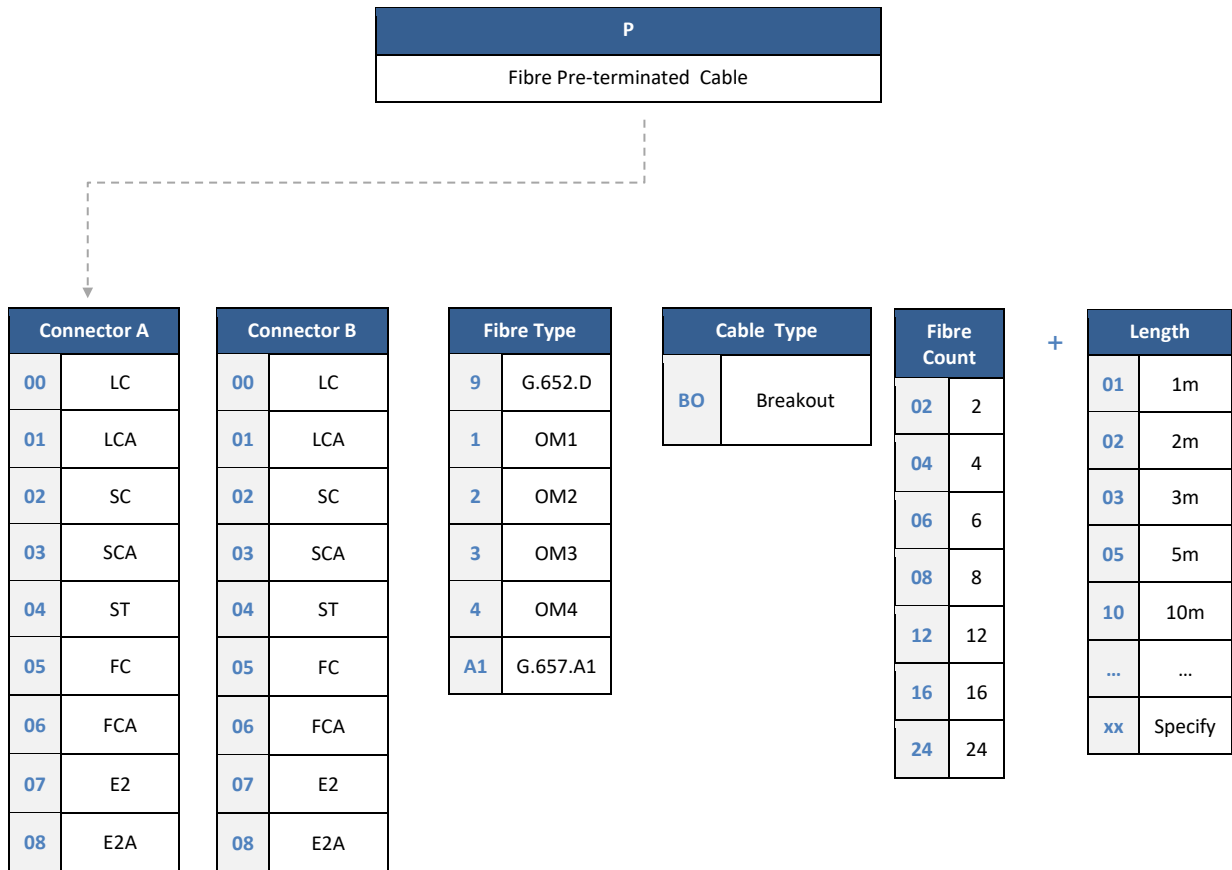 P
Fibre Pre-terminated Cable
Connector A
00 LC
01 LCA
02 SC
03 SCA
04 ST
05 FC
06 FCA
07 E2
08 E2A
Connector B
00 LC
01 LCA
02 SC
03 SCA
04 ST
05 FC
06 FCA
07 E2
08 E2A
Fibre Type
9 G.652.D
1 OM1
2 OM2
3 OM3
4 OM4
A1 G.657.A1
Cable Type
BO Breakout
Fibre
Count
02 2
04 4
06 6
08 8
12 12
16 16
24 24
+
Length
01 1m
02 2m
03 3m
05 5m
10 10m
... ...
xx Specify